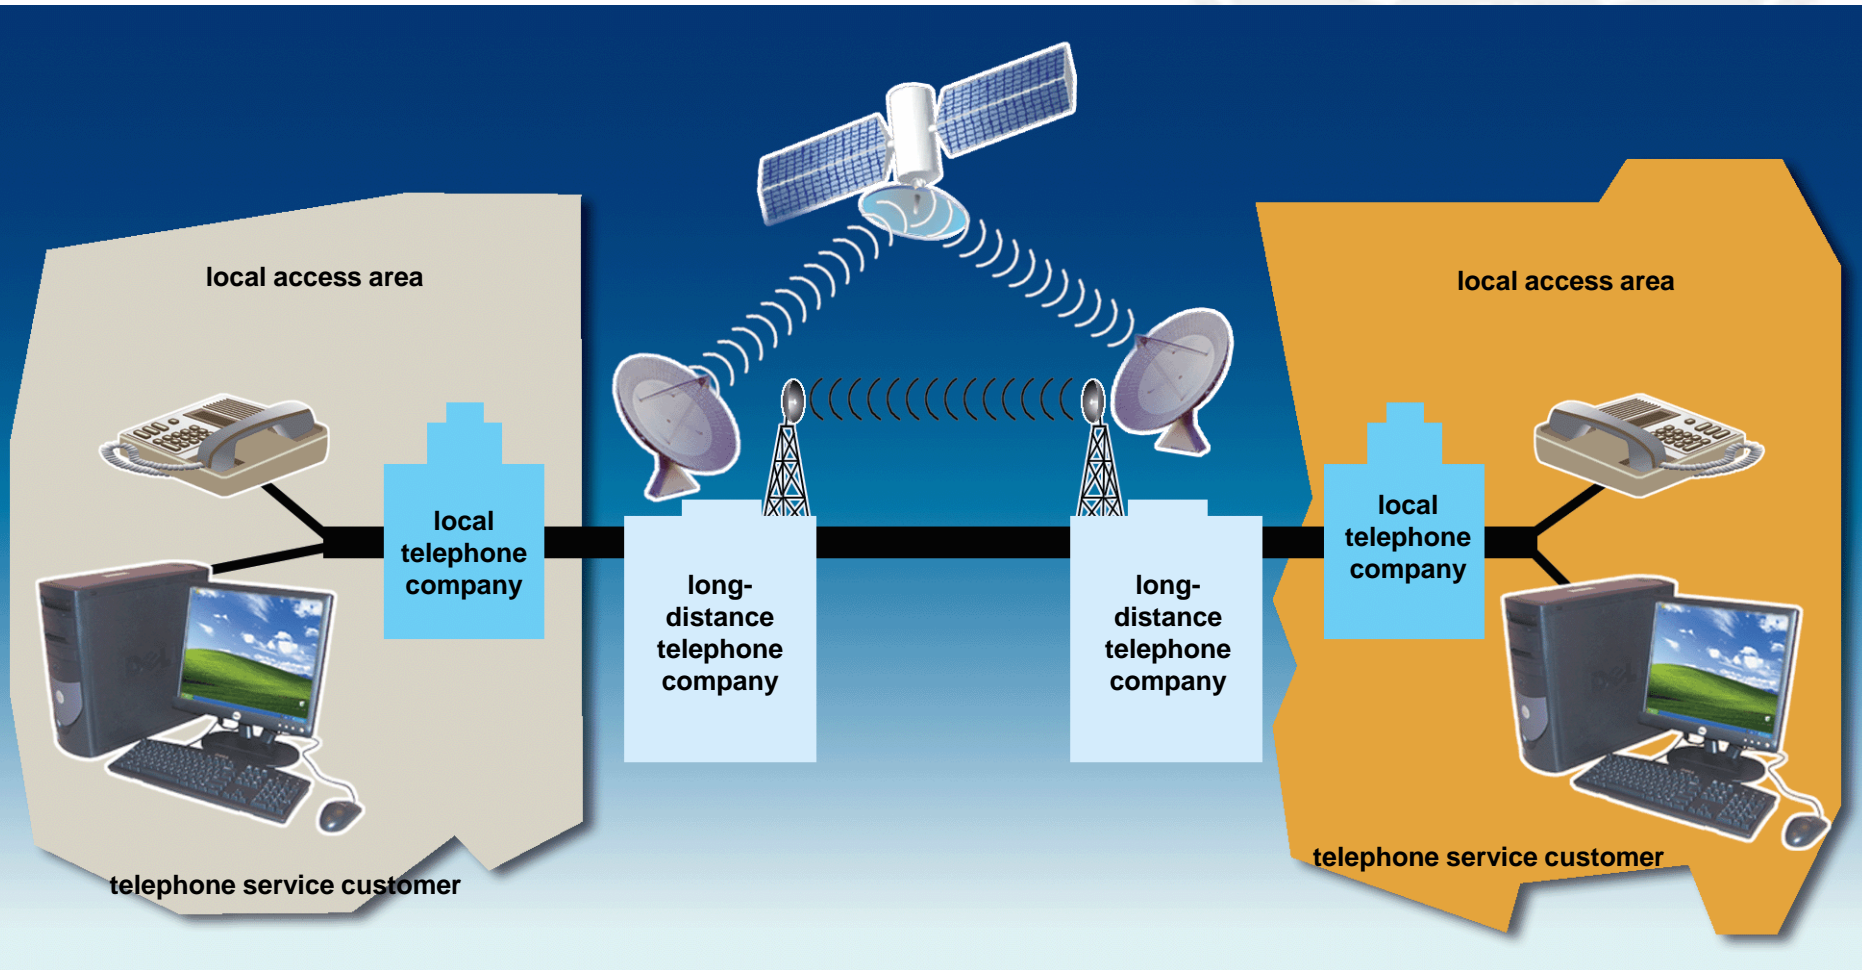 local access area
local access area
local
telephone
company
local
telephone
company
long-
distance
telephone
company
long-
distance
telephone
company
telephone service customer
telephone service customer